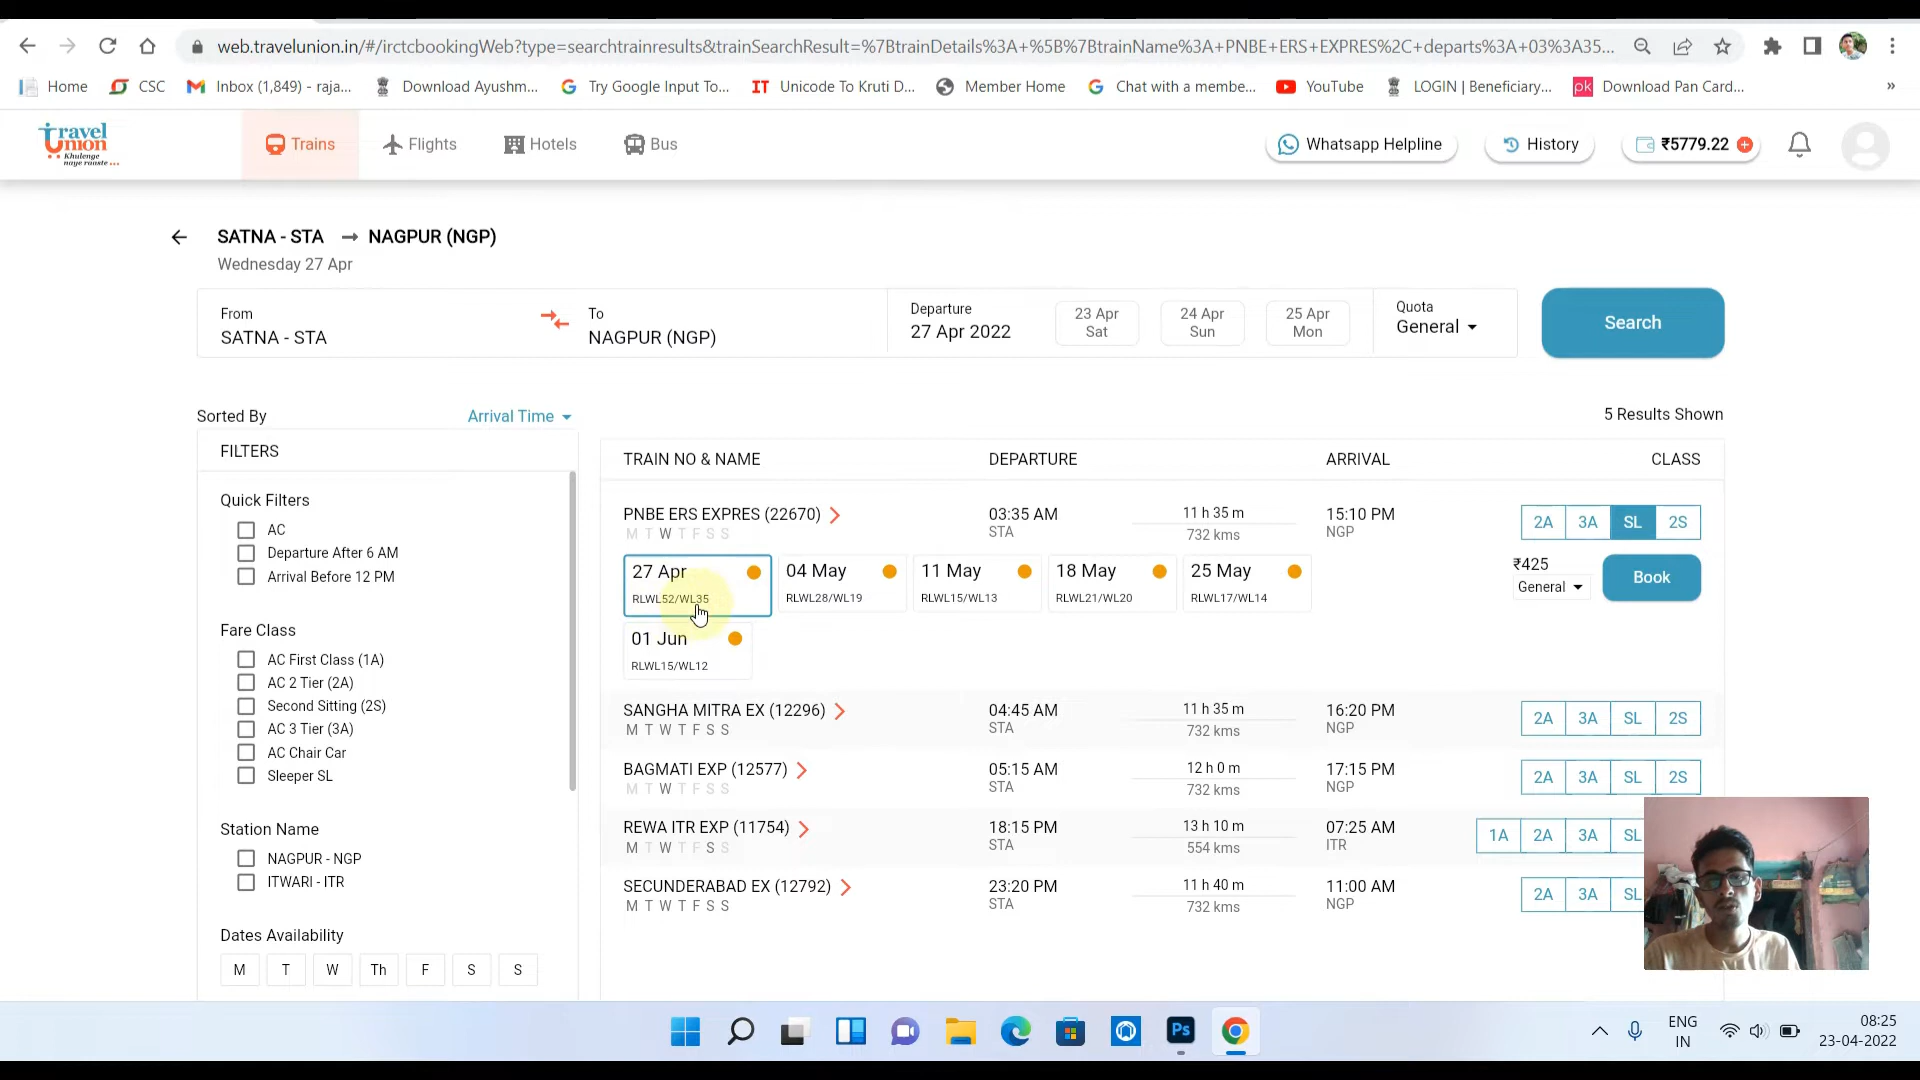 web.travelunion.in/#/irctcbookingWeb?type=searchtrainresults&trainSearchResult=%7BtrainDetails%3A+%5B%7BtrainName%3A+PNBE+ERS+EXPRES%2C+departs%3A+03%3A35...
Home CSC Inbox (1,849) - raja... Download Ayushm... Try Google Input To... IT Unicode To Kruti D... Member Home Chat with a membe... YouTube LOGIN | Beneficiary... pk Download Pan Card... »
Travel Union Khulenge naye raaste... Trains Flights Hotels Bus Whatsapp Helpline History ₹5779.22
SATNA - STA → NAGPUR (NGP)
Wednesday 27 Apr
From To Departure 23 Apr 24 Apr 25 Apr Quota
SATNA - STA NAGPUR (NGP) 27 Apr 2022 Sat Sun Mon General Search
Sorted By Arrival Time 5 Results Shown
FILTERS TRAIN NO & NAME DEPARTURE ARRIVAL CLASS
Quick Filters
AC
Departure After 6 AM
Arrival Before 12 PM
Fare Class
AC First Class (1A)
AC 2 Tier (2A)
Second Sitting (2S)
AC 3 Tier (3A)
AC Chair Car
Sleeper SL
Station Name
NAGPUR - NGP
ITWARI - ITR
Dates Availability
M T W Th F S S
PNBE ERS EXPRES (22670) 03:35 AM 11 h 35 m 15:10 PM 2A 3A SL 2S
M T W T F S S STA 732 kms NGP
27 Apr 04 May 11 May 18 May 25 May ₹425
RLWL52/WL35 RLWL28/WL19 RLWL15/WL13 RLWL21/WL20 RLWL17/WL14 General Book
01 Jun
RLWL15/WL12
SANGHA MITRA EX (12296) 04:45 AM 11 h 35 m 16:20 PM 2A 3A SL 2S
M T W T F S S STA 732 kms NGP
BAGMATI EXP (12577) 05:15 AM 12 h 0 m 17:15 PM 2A 3A SL 2S
M T W T F S S STA 732 kms NGP
REWA ITR EXP (11754) 18:15 PM 13 h 10 m 07:25 AM 1A 2A 3A SL
M T W T F S S STA 554 kms ITR
SECUNDERABAD EX (12792) 23:20 PM 11 h 40 m 11:00 AM 2A 3A SL
M T W T F S S STA 732 kms NGP
Ps ENG 08:25
IN 23-04-2022